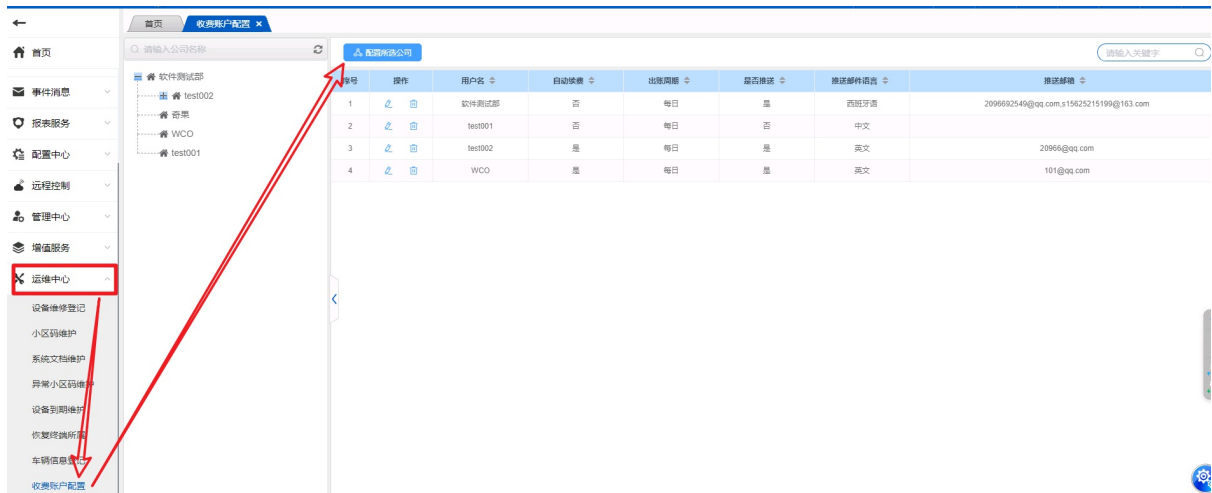 首页
收费账户配置 ×
首页
事件消息
报表服务
配置中心
远程控制
管理中心
增值服务
运维中心
设备维修登记
小区码维护
系统文档维护
异常小区码维护
设备到期维护
恢复终端所属
车辆信息登记
收费账户配置
请输入公司名称
软件测试部
test002
奇果
WCO
test001
配置所选公司
请输入关键字
序号 操作 用户名 自动续费 出账周期 是否推送 推送邮件语言 推送邮箱
1 软件测试部 否 每日 是 西班牙语 2096692549@qq.com,s15625215199@163.com
2 test001 否 每日 否 中文
3 test002 是 每日 是 英文 20966@qq.com
4 WCO 是 每日 是 英文 101@qq.com